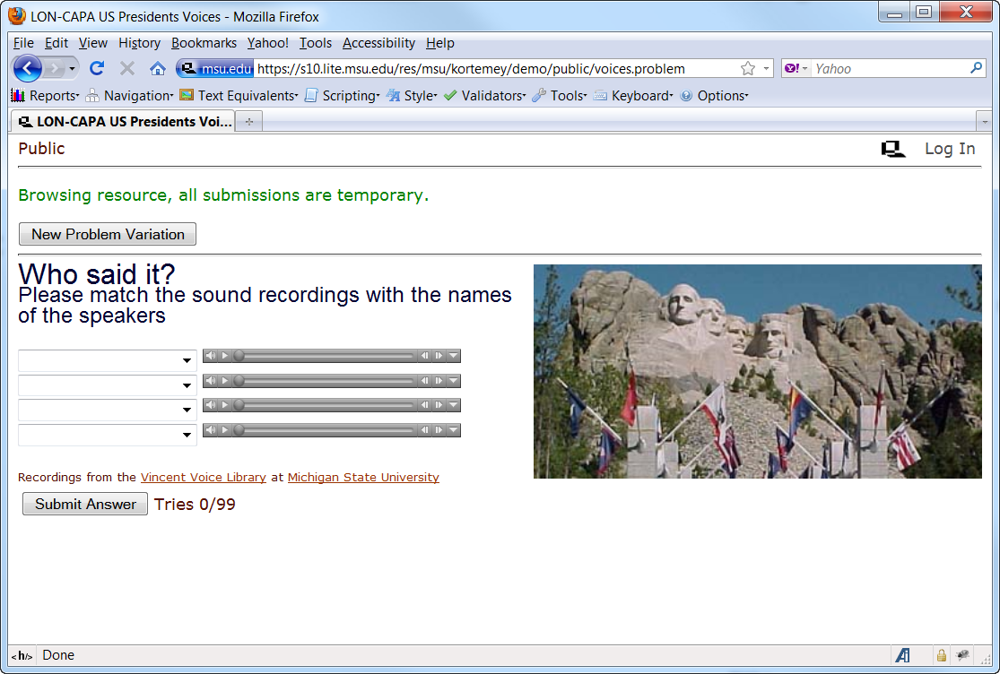 LON-CAPA US Presidents Voices - Mozilla Firefox
File Edit View History Bookmarks Yahoo! Tools Accessibility Help
msu.edu https://s10.lite.msu.edu/res/msu/kortemey/demo/public/voices.problem Y! Yahoo
Reports Navigation Text Equivalents Scripting Style Validators Tools Keyboard Options
LON-CAPA US Presidents Voi...
Public Log In
Browsing resource, all submissions are temporary.
New Problem Variation
Who said it?
Please match the sound recordings with the names
of the speakers
Recordings from the Vincent Voice Library at Michigan State University
Submit Answer Tries 0/99
<h/> Done